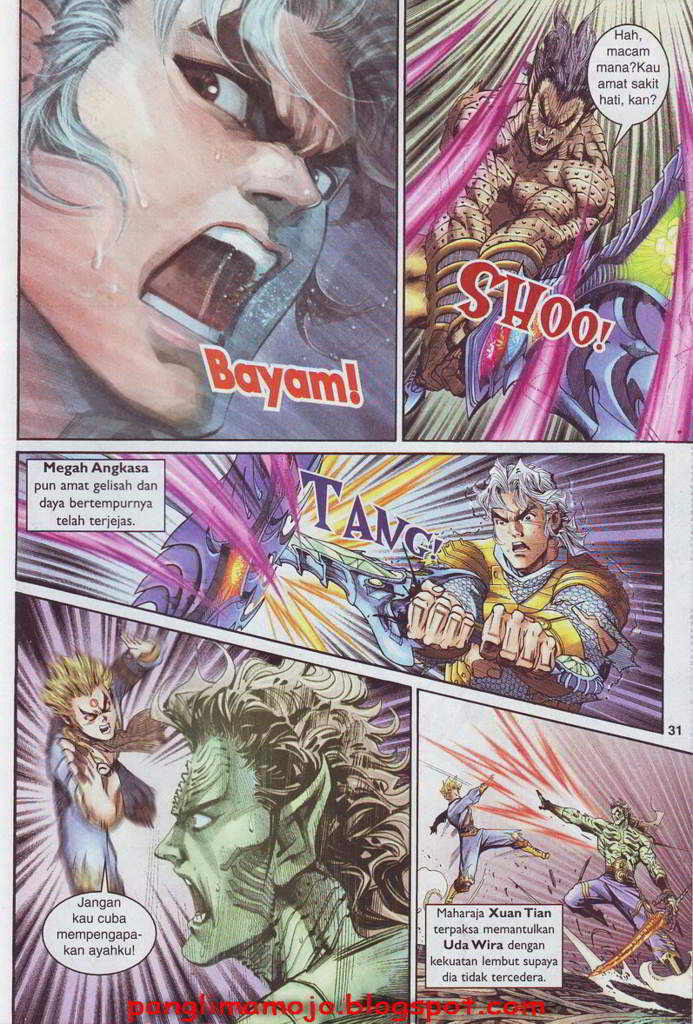 Bayam!
Hah,
macam
mana?Kau
amat sakit
hati, kan?
SHOO!
Megah Angkasa
pun amat gelisah dan
daya bertempurnya
telah terjejas.
TANG!
31
Jangan
kau cuba
mempengapa-
kan ayahku!
Maharaja Xuan Tian
terpaksa memantulkan
Uda Wira dengan
kekuatan lembut supaya
dia tidak tercedera.
panglimamojo.blogspot.com